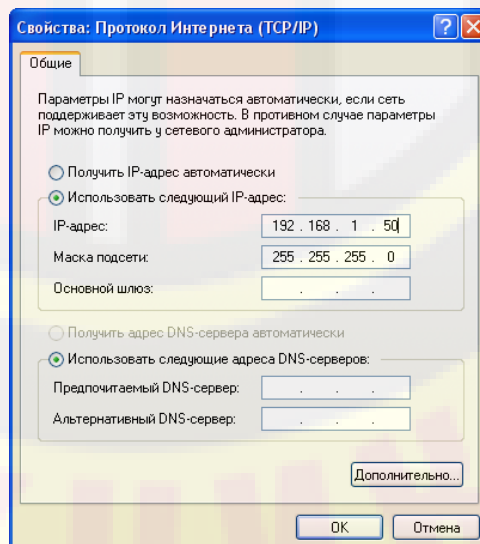 Свойства: Протокол Интернета (TCP/IP)
Общие
Параметры IP могут назначаться автоматически, если сеть
поддерживает эту возможность. В противном случае параметры
IP можно получить у сетевого администратора.
Получить IP-адрес автоматически
Использовать следующий IP-адрес:
IP-адрес: 192 . 168 . 1 . 50
Маска подсети: 255 . 255 . 255 . 0
Основной шлюз: . . .
Получить адрес DNS-сервера автоматически
Использовать следующие адреса DNS-серверов:
Предпочитаемый DNS-сервер: . . .
Альтернативный DNS-сервер: . . .
Дополнительно...
OK Отмена